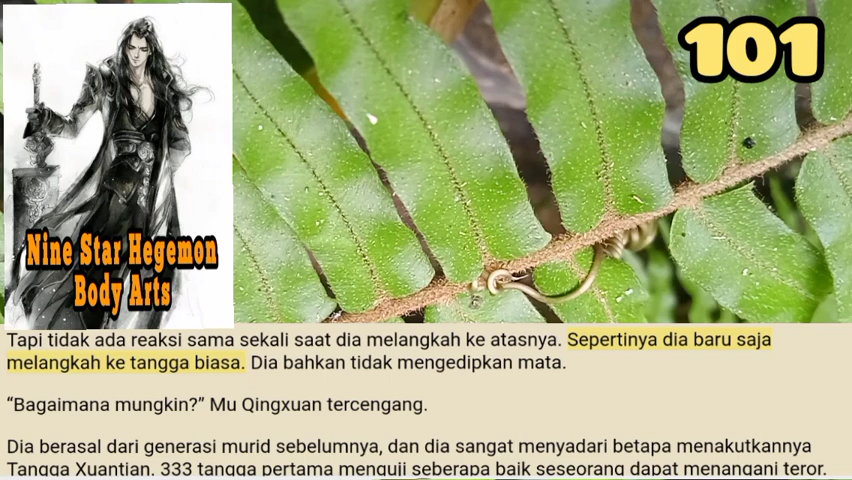 101
Nine Star Hegemon
Body Arts
Tapi tidak ada reaksi sama sekali saat dia melangkah ke atasnya. Sepertinya dia baru saja
melangkah ke tangga biasa. Dia bahkan tidak mengedipkan mata.
“Bagaimana mungkin?” Mu Qingxuan tercengang.
Dia berasal dari generasi murid sebelumnya, dan dia sangat menyadari betapa menakutkannya
Tangga Xuantian. 333 tangga pertama menguji seberapa baik seseorang dapat menangani teror.